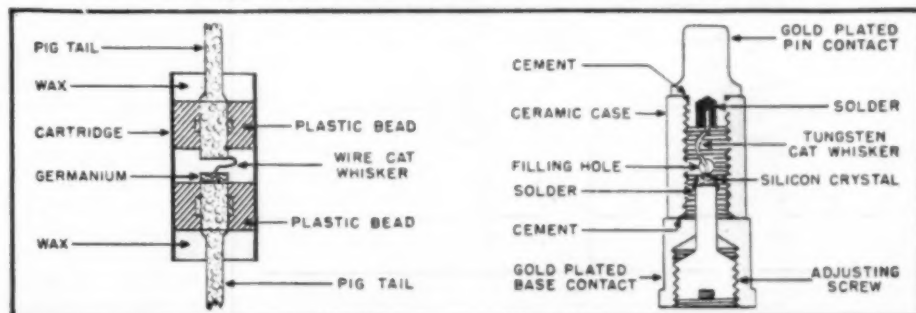 PIG TAIL
WAX
CARTRIDGE
GERMANIUM
WAX
PLASTIC BEAD
WIRE CAT
WHISKER
PLASTIC BEAD
PIG TAIL
CEMENT
CERAMIC CASE
FILLING HOLE
SOLDER
CEMENT
GOLD PLATED
BASE CONTACT
GOLD PLATED
PIN CONTACT
SOLDER
TUNGSTEN
CAT WHISKER
SILICON CRYSTAL
ADJUSTING
SCREW